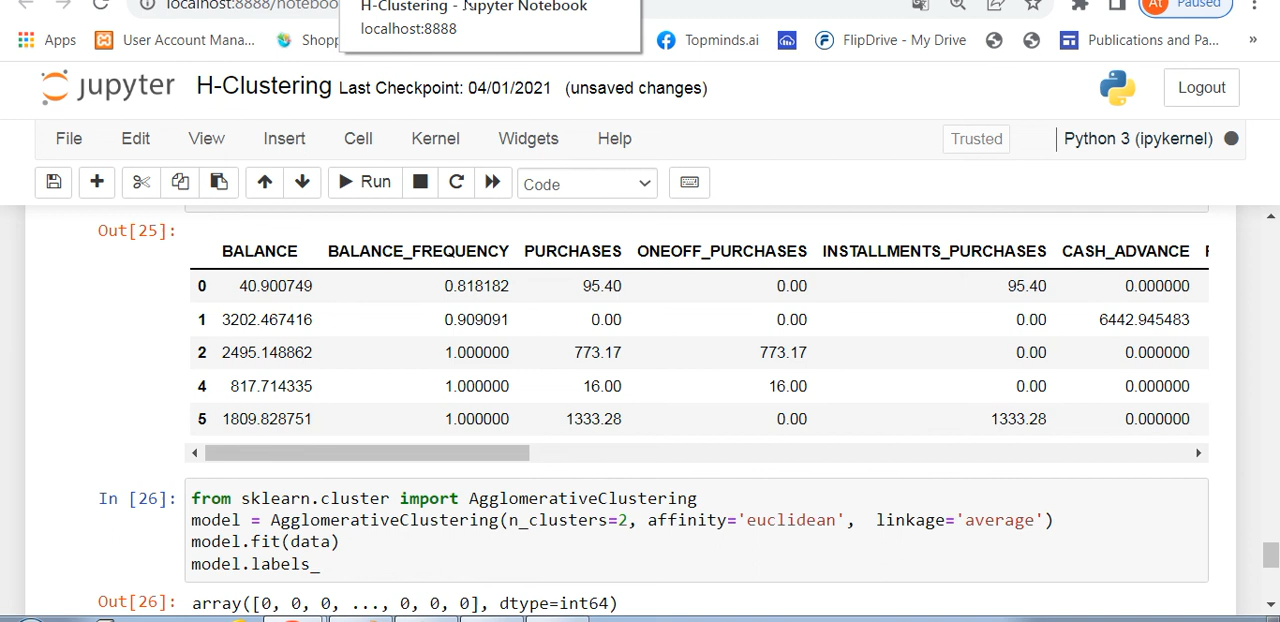 localhost:8888/notebo
H-Clustering - Jupyter Notebook
localhost:8888
At Paused
Apps User Account Mana... Shopp Topminds.ai FlipDrive - My Drive Publications and Pa... »
jupyter H-Clustering Last Checkpoint: 04/01/2021 (unsaved changes) Logout
File Edit View Insert Cell Kernel Widgets Help Trusted Python 3 (ipykernel)
Run Code
Out[25]:
BALANCE BALANCE_FREQUENCY PURCHASES ONEOFF_PURCHASES INSTALLMENTS_PURCHASES CASH_ADVANCE
0 40.900749 0.818182 95.40 0.00 95.40 0.000000
1 3202.467416 0.909091 0.00 0.00 0.00 6442.945483
2 2495.148862 1.000000 773.17 773.17 0.00 0.000000
4 817.714335 1.000000 16.00 16.00 0.00 0.000000
5 1809.828751 1.000000 1333.28 0.00 1333.28 0.000000
In [26]: from sklearn.cluster import AgglomerativeClustering
model = AgglomerativeClustering(n_clusters=2, affinity='euclidean', linkage='average')
model.fit(data)
model.labels_
Out[26]: array([0, 0, 0, ..., 0, 0, 0], dtype=int64)